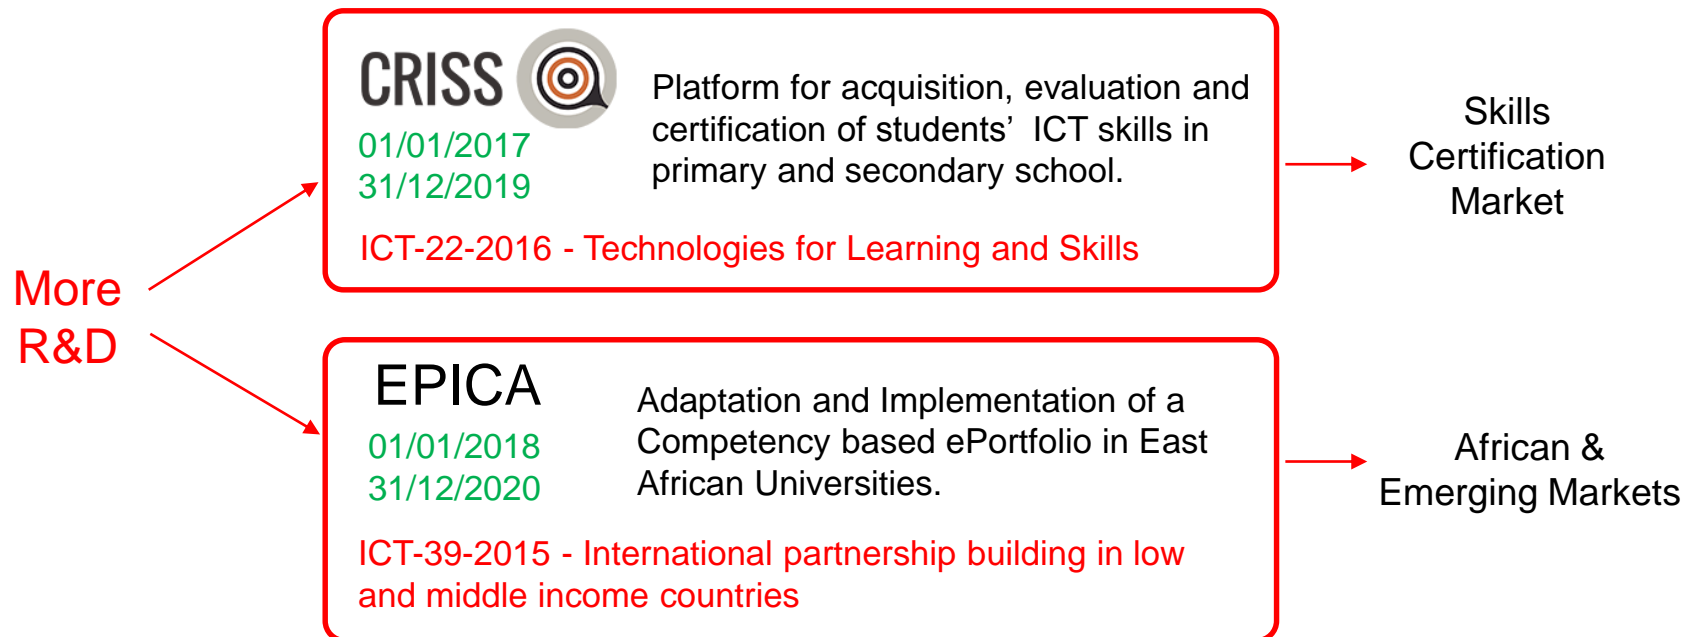 More
R&D
CRISS
01/01/2017
31/12/2019
Platform for acquisition, evaluation and
certification of students’ ICT skills in
primary and secondary school.
ICT-22-2016 - Technologies for Learning and Skills
Skills
Certification
Market
EPICA
01/01/2018
31/12/2020
Adaptation and Implementation of a
Competency based ePortfolio in East
African Universities.
ICT-39-2015 - International partnership building in low
and middle income countries
African &
Emerging Markets